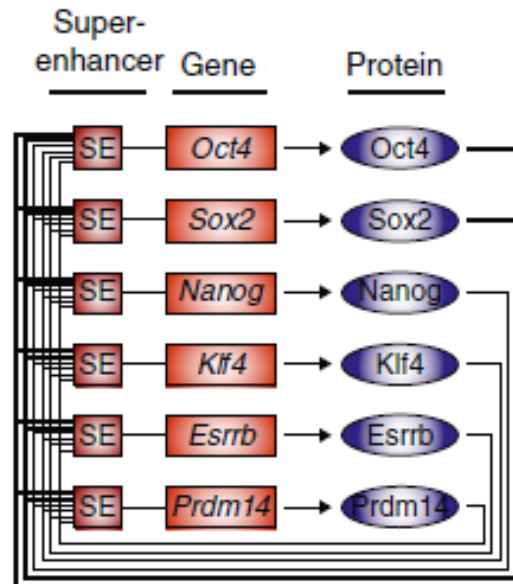 Super-
enhancer Gene Protein
SE Oct4 Oct4
SE Sox2 Sox2
SE Nanog Nanog
SE Klf4 Klf4
SE Esrrb Esrrb
SE Prdm14 Prdm14